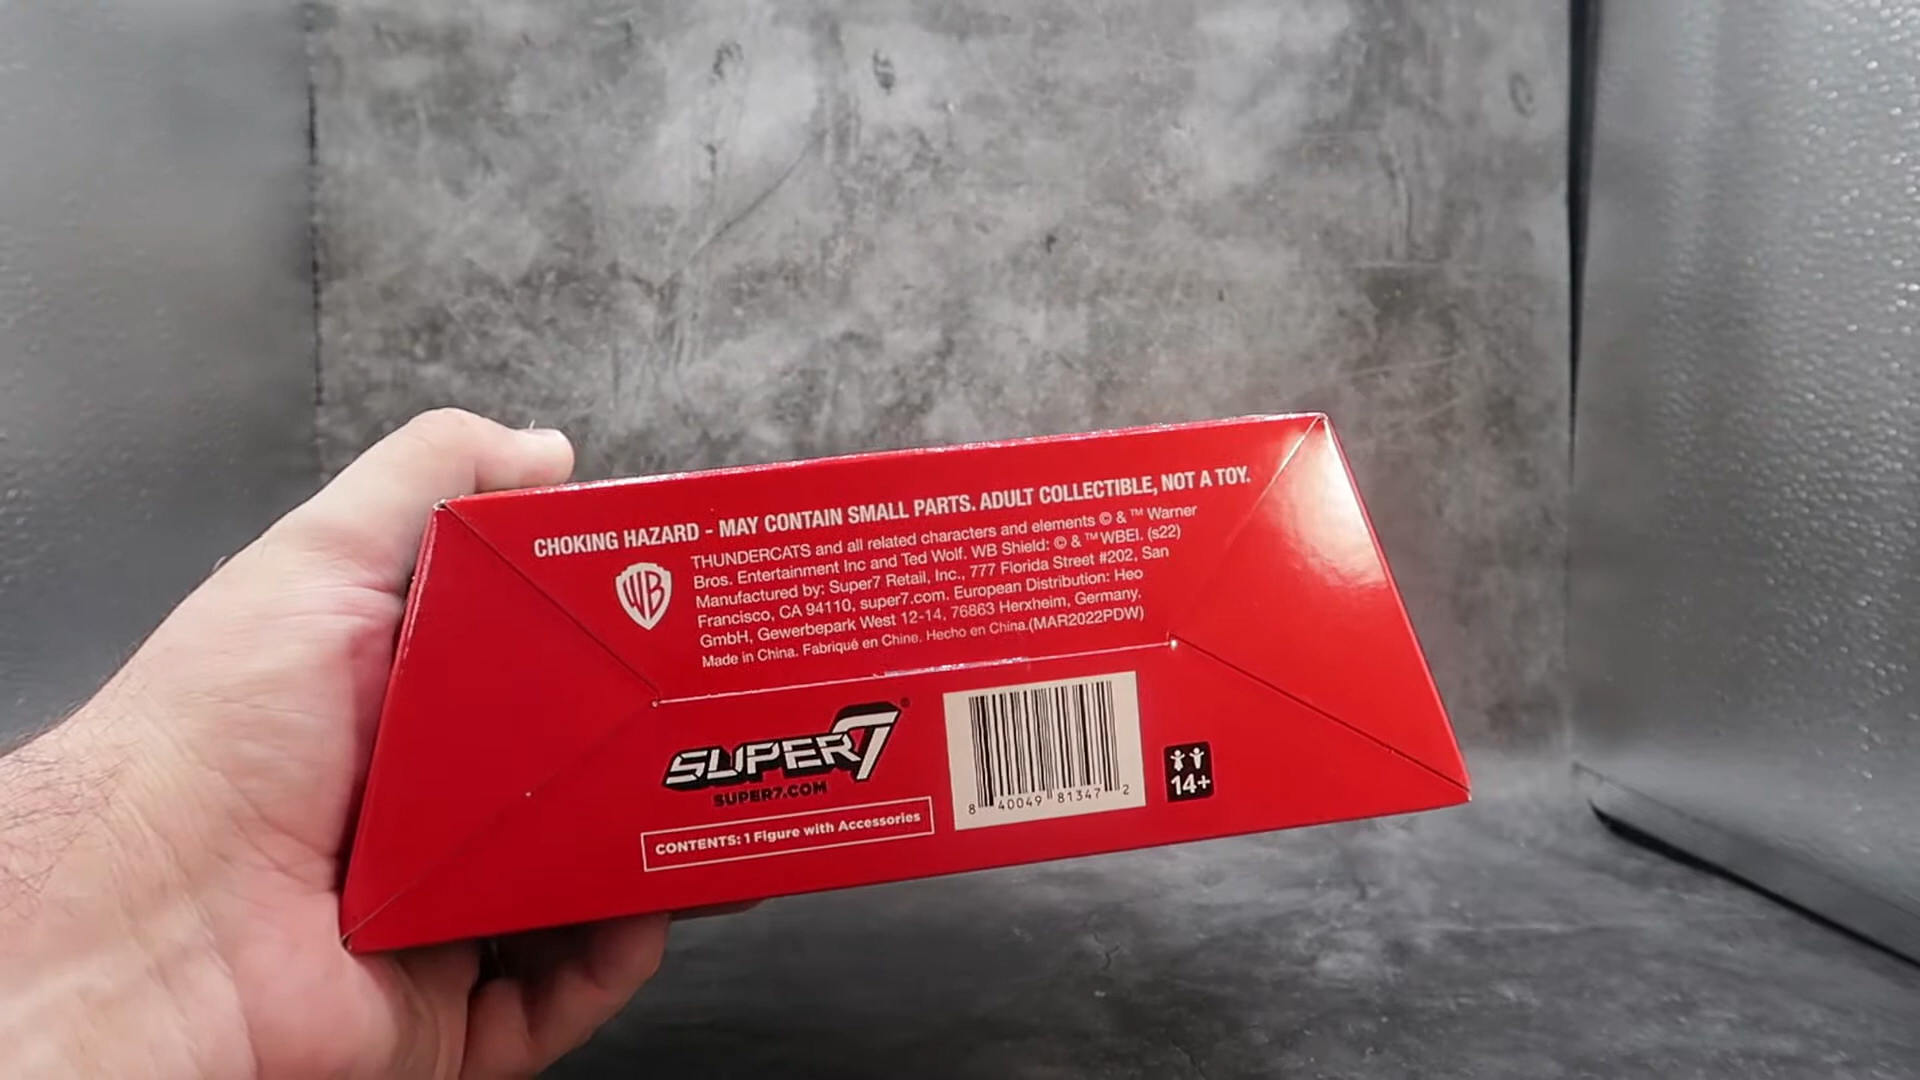 CHOKING HAZARD - MAY CONTAIN SMALL PARTS. ADULT COLLECTIBLE, NOT A TOY.
WB
THUNDERCATS and all related characters and elements © & ™ Warner
Bros. Entertainment Inc and Ted Wolf. WB Shield: © & ™ WBEI. (s22)
Manufactured by: Super7 Retail, Inc., 777 Florida Street #202, San
Francisco, CA 94110, super7.com. European Distribution: Heo
GmbH, Gewerbepark West 12-14, 76863 Herxheim, Germany.
Made in China. Fabriqué en Chine. Hecho en China.(MAR2022PDW)
SUPER7®
SUPER7.COM
CONTENTS: 1 Figure with Accessories
8 40049 81347 2
14+